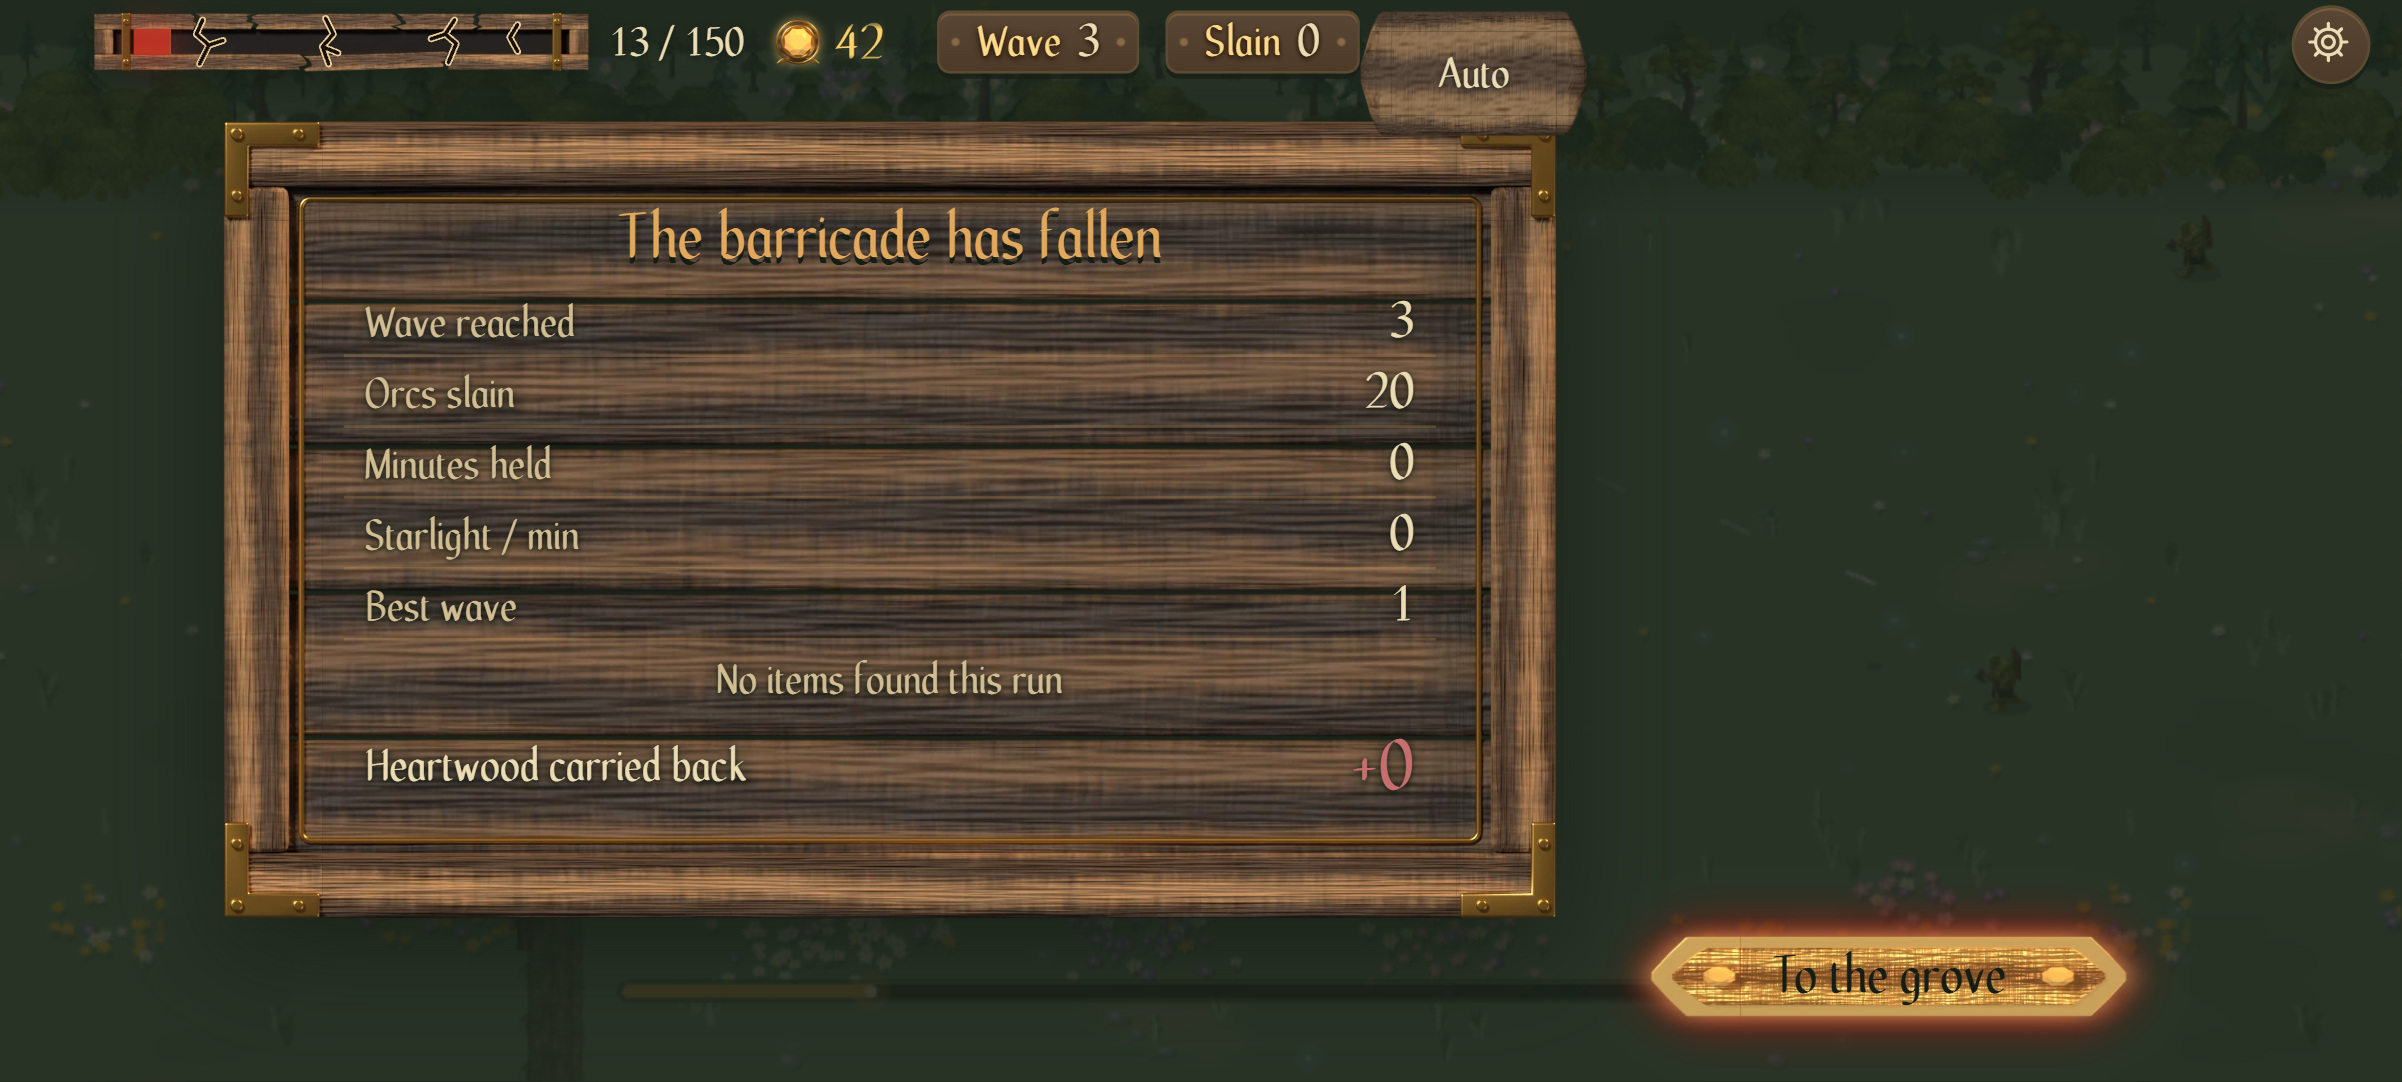 13 / 150
42
Wave 3
Slain 0
Auto
The barricade has fallen
Wave reached 3
Orcs slain 20
Minutes held 0
Starlight / min 0
Best wave 1
No items found this run
Heartwood carried back +0
To the grove